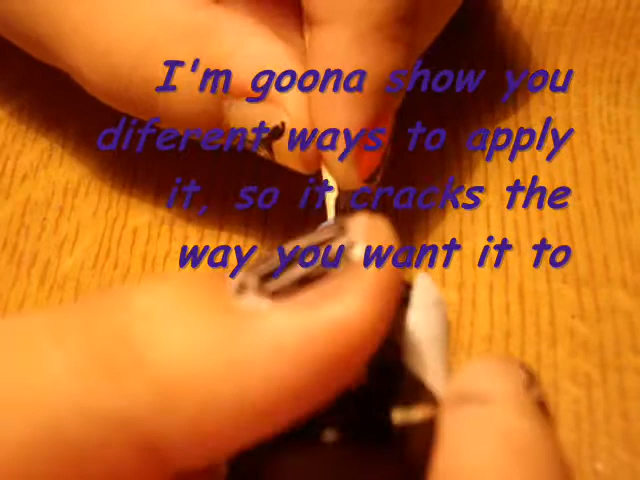 I'm goona show you
diferent ways to apply
it, so it cracks the
way you want it to